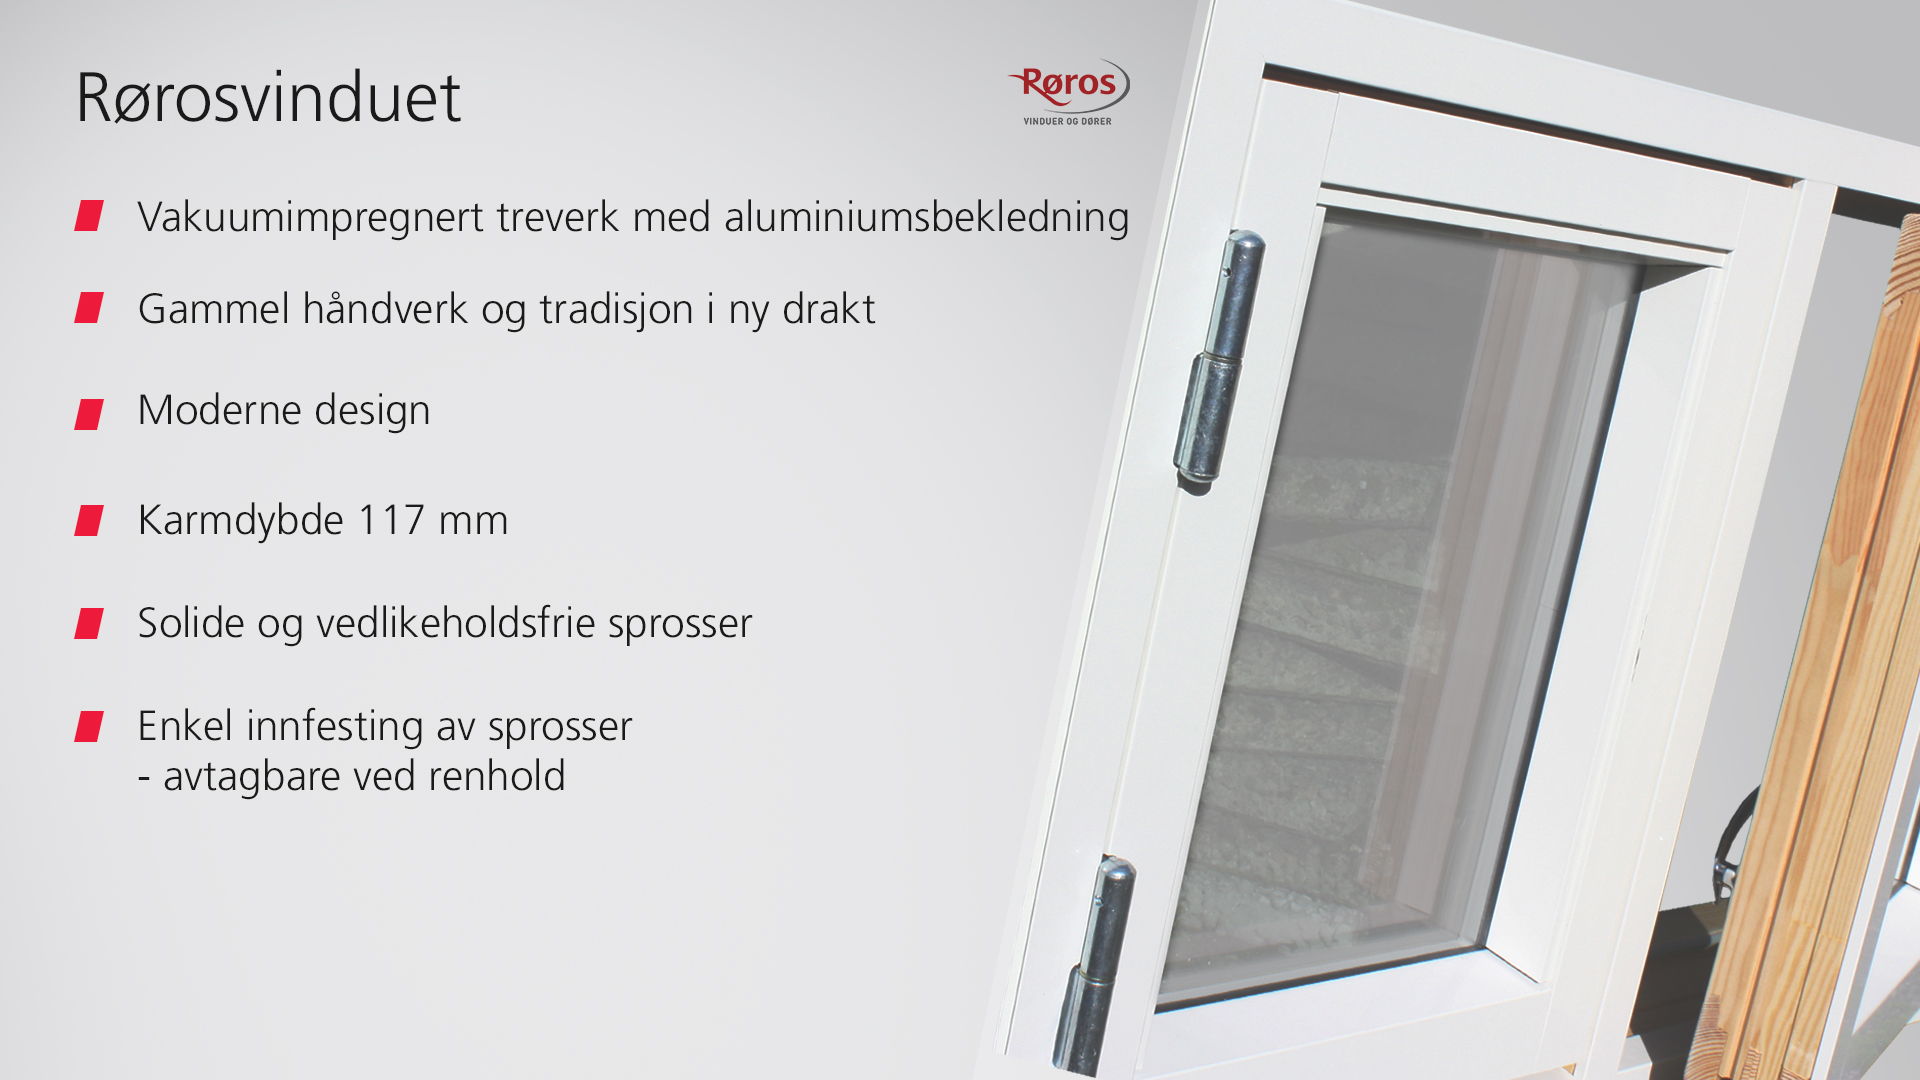 Rørosvinduet
Røros
VINDUER OG DØRER
Vakuumimpregnert treverk med aluminiumsbekledning
Gammel håndverk og tradisjon i ny drakt
Moderne design
Karmdybde 117 mm
Solide og vedlikeholdsfrie sprosser
Enkel innfesting av sprosser
- avtagbare ved renhold